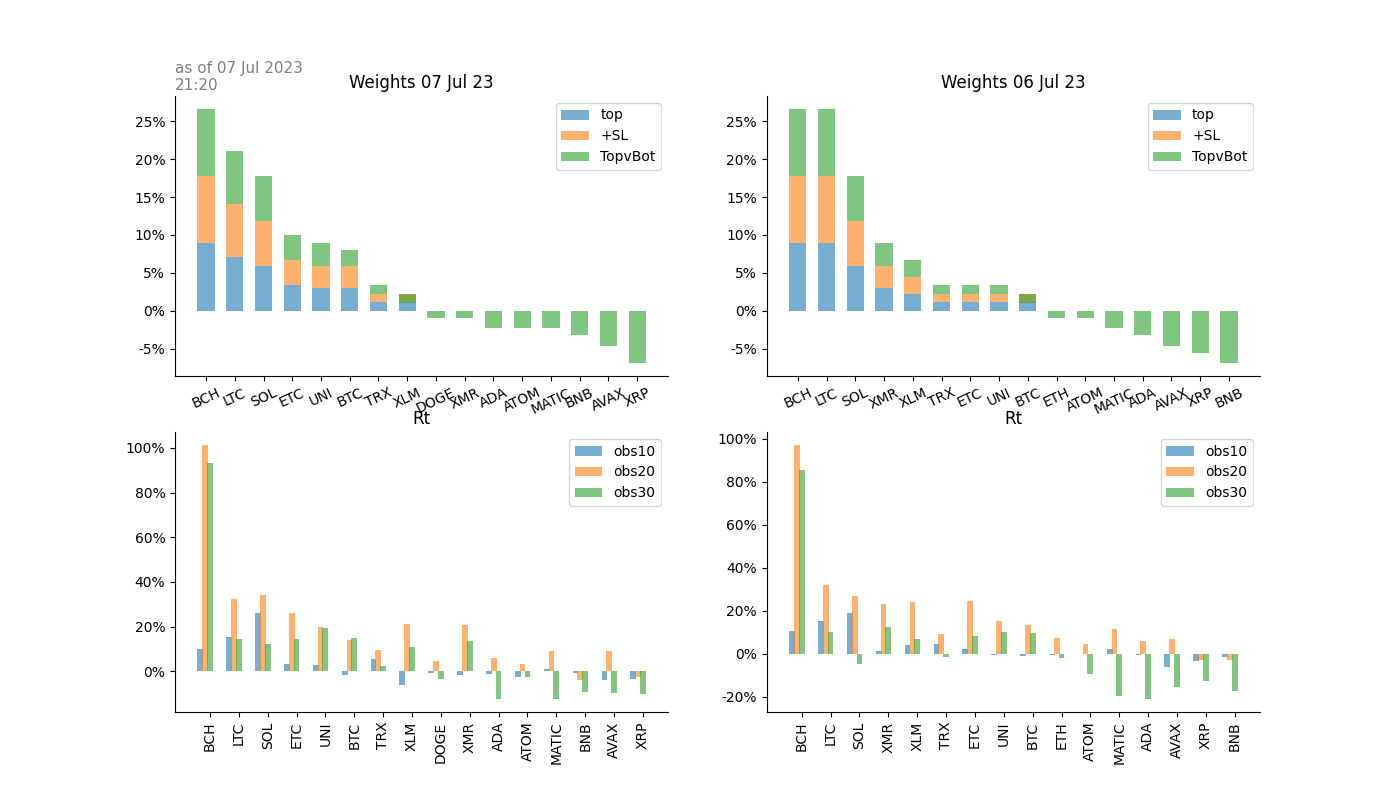 as of 07 Jul 2023
21:20
Weights 07 Jul 23
25%
20%
15%
10%
5%
0%
-5%
top
+SL
TopvBot
BCH LTC SOL ETC UNI BTC TRX XLM DOGE XMR ADA ATOM MATIC BNB AVAX XRP
Weights 06 Jul 23
25%
20%
15%
10%
5%
0%
-5%
top
+SL
TopvBot
BCH LTC SOL XMR XLM TRX ETC UNI BTC ETH ATOM MATIC ADA AVAX XRP BNB
Rt
100%
80%
60%
40%
20%
0%
obs10
obs20
obs30
BCH LTC SOL ETC UNI BTC TRX XLM DOGE XMR ADA ATOM MATIC BNB AVAX XRP
Rt
100%
80%
60%
40%
20%
0%
-20%
obs10
obs20
obs30
BCH LTC SOL XMR XLM TRX ETC UNI BTC ETH ATOM MATIC ADA AVAX XRP BNB